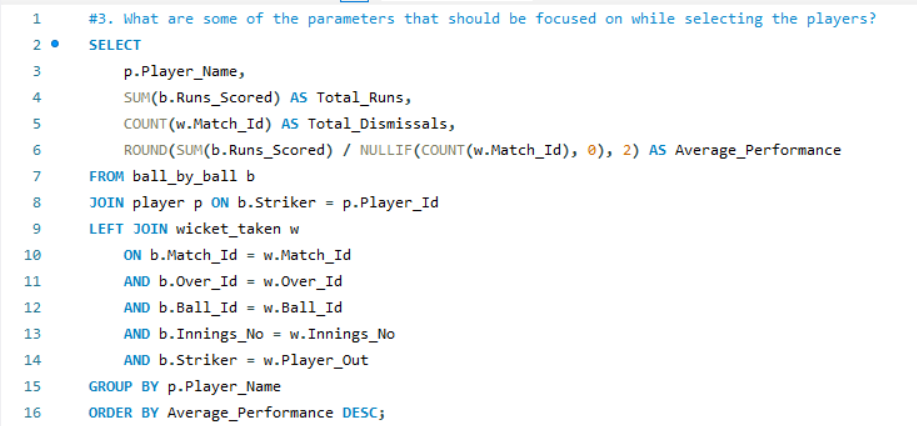 1 #3. What are some of the parameters that should be focused on while selecting the players?
2 SELECT
3 p.Player_Name,
4 SUM(b.Runs_Scored) AS Total_Runs,
5 COUNT(w.Match_Id) AS Total_Dismissals,
6 ROUND(SUM(b.Runs_Scored) / NULLIF(COUNT(w.Match_Id), 0), 2) AS Average_Performance
7 FROM ball_by_ball b
8 JOIN player p ON b.Striker = p.Player_Id
9 LEFT JOIN wicket_taken w
10 ON b.Match_Id = w.Match_Id
11 AND b.Over_Id = w.Over_Id
12 AND b.Ball_Id = w.Ball_Id
13 AND b.Innings_No = w.Innings_No
14 AND b.Striker = w.Player_Out
15 GROUP BY p.Player_Name
16 ORDER BY Average_Performance DESC;